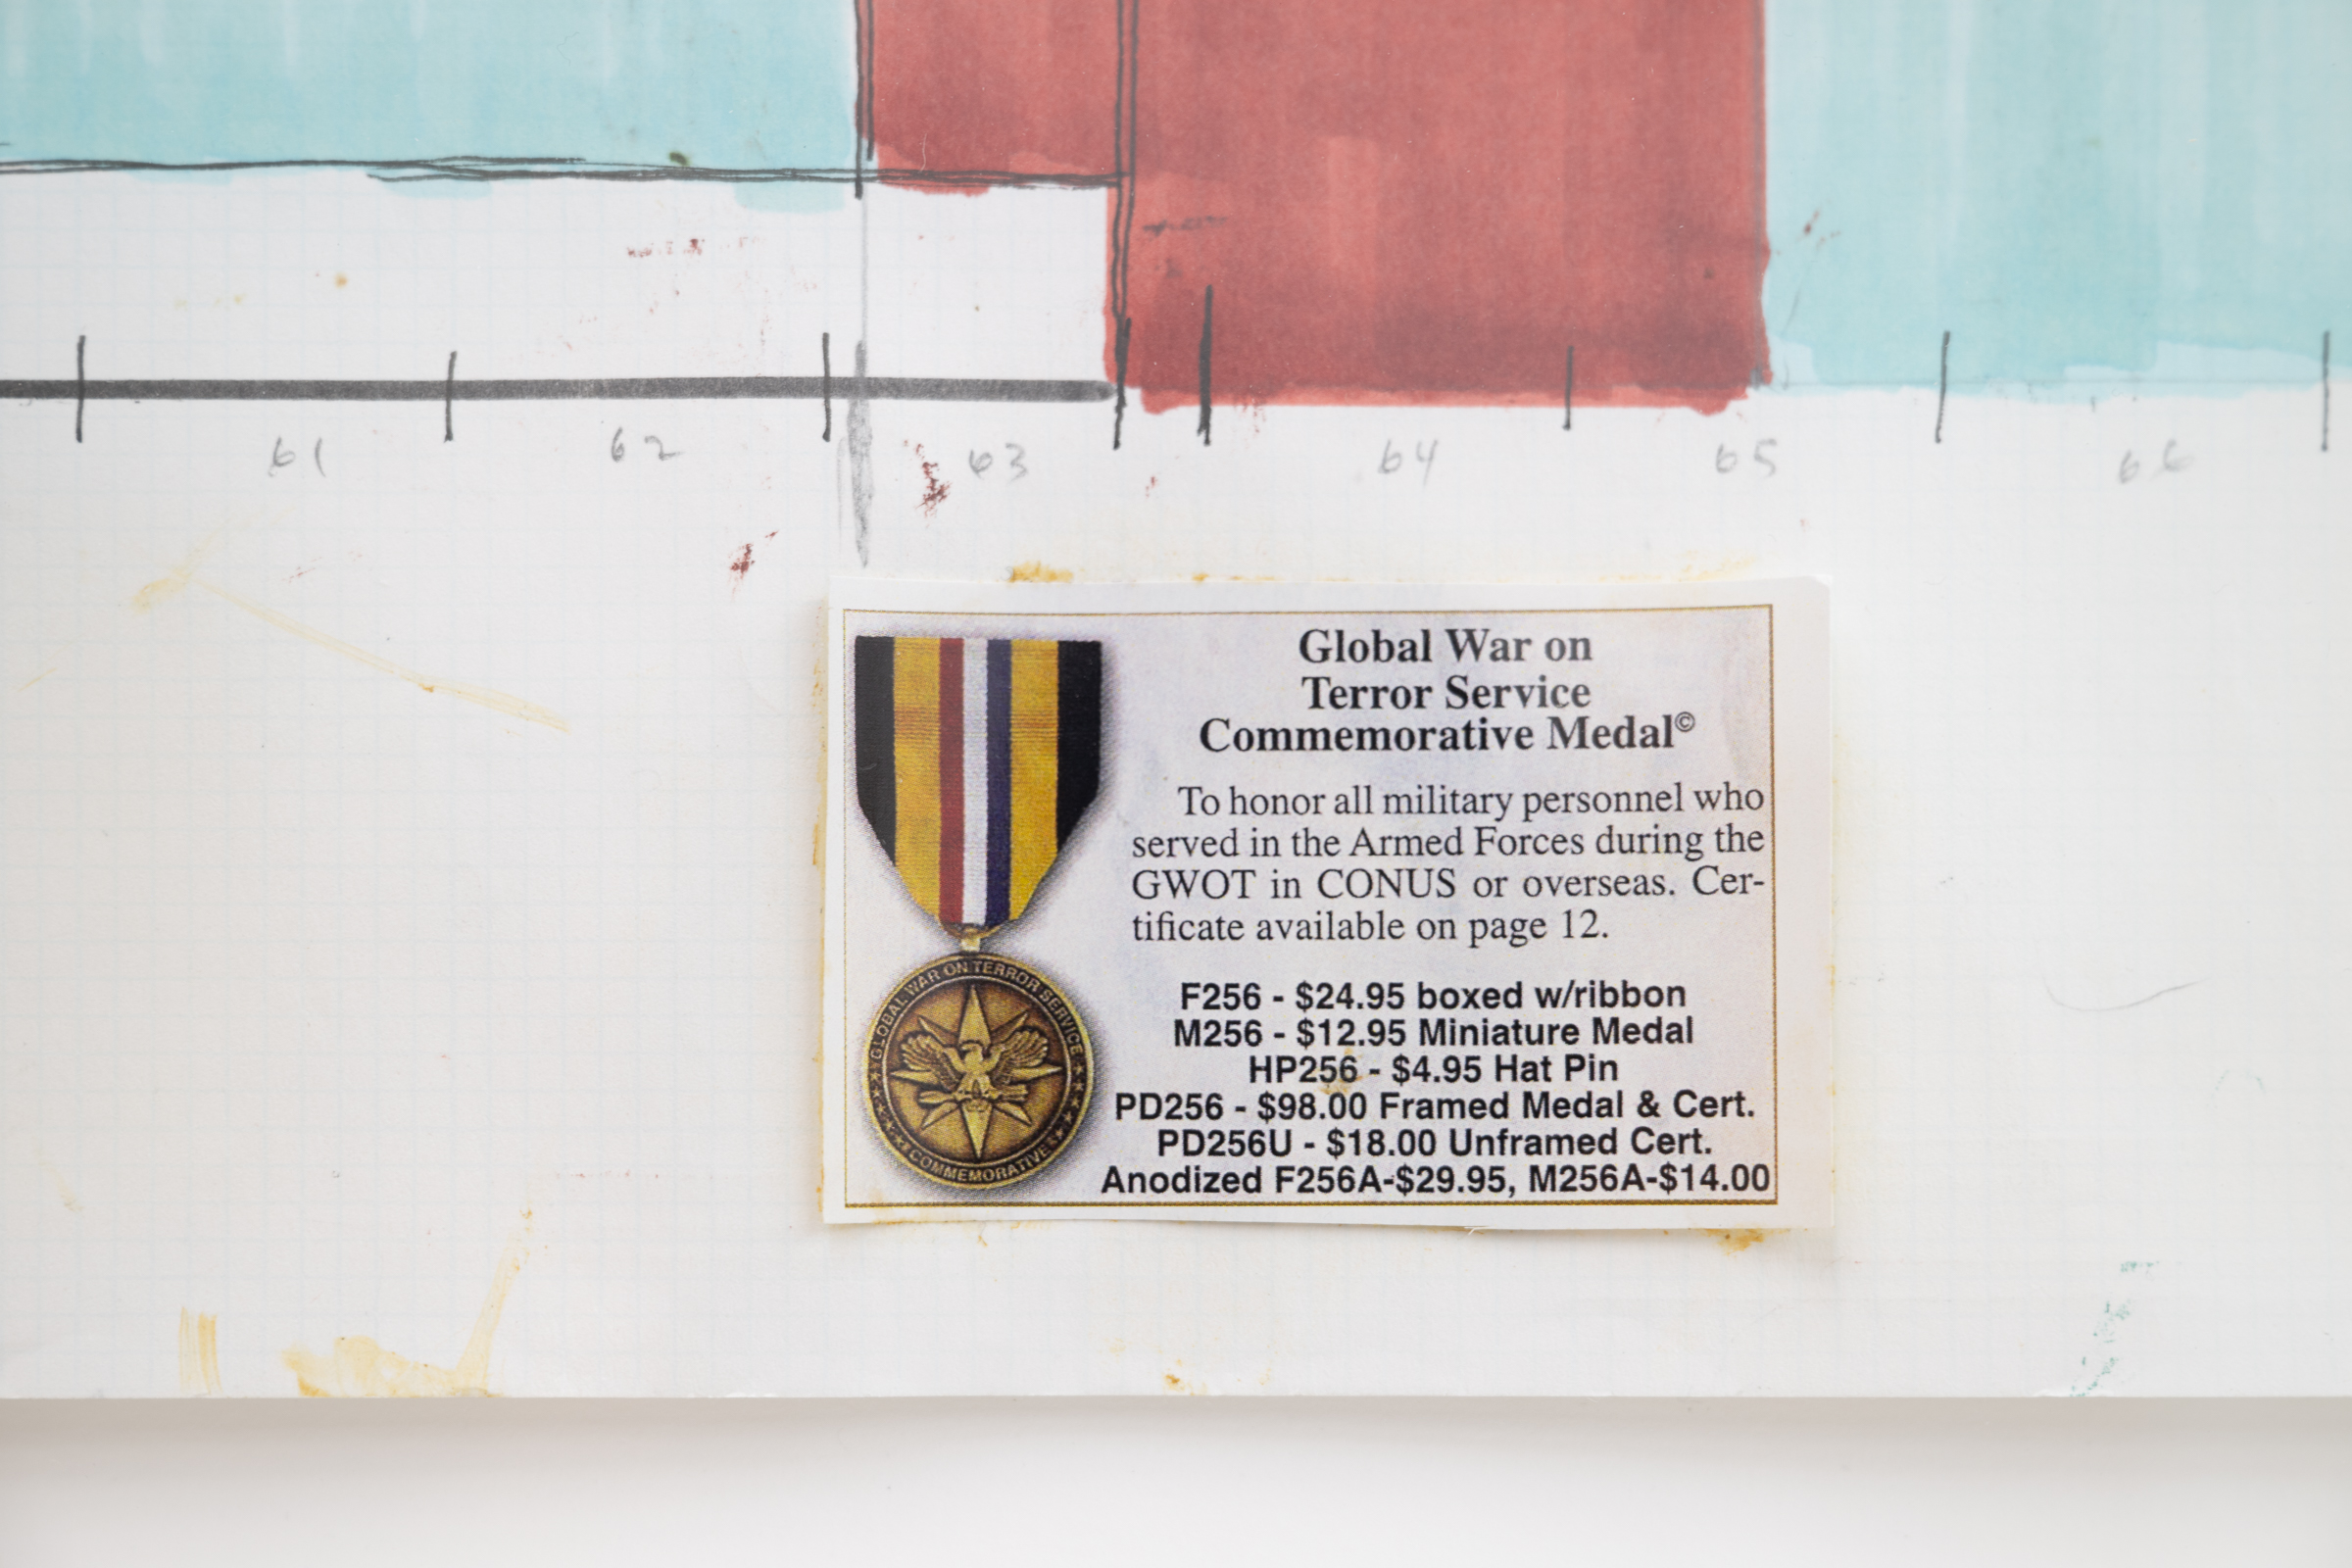 61 62 63 64 65 66
Global War on
Terror Service
Commemorative Medal©
To honor all military personnel who
served in the Armed Forces during the
GWOT in CONUS or overseas. Cer-
tificate available on page 12.
F256 - $24.95 boxed w/ribbon
M256 - $12.95 Miniature Medal
HP256 - $4.95 Hat Pin
PD256 - $98.00 Framed Medal & Cert.
PD256U - $18.00 Unframed Cert.
Anodized F256A-$29.95, M256A-$14.00
GLOBAL WAR ON TERROR SERVICE
COMMEMORATIVE